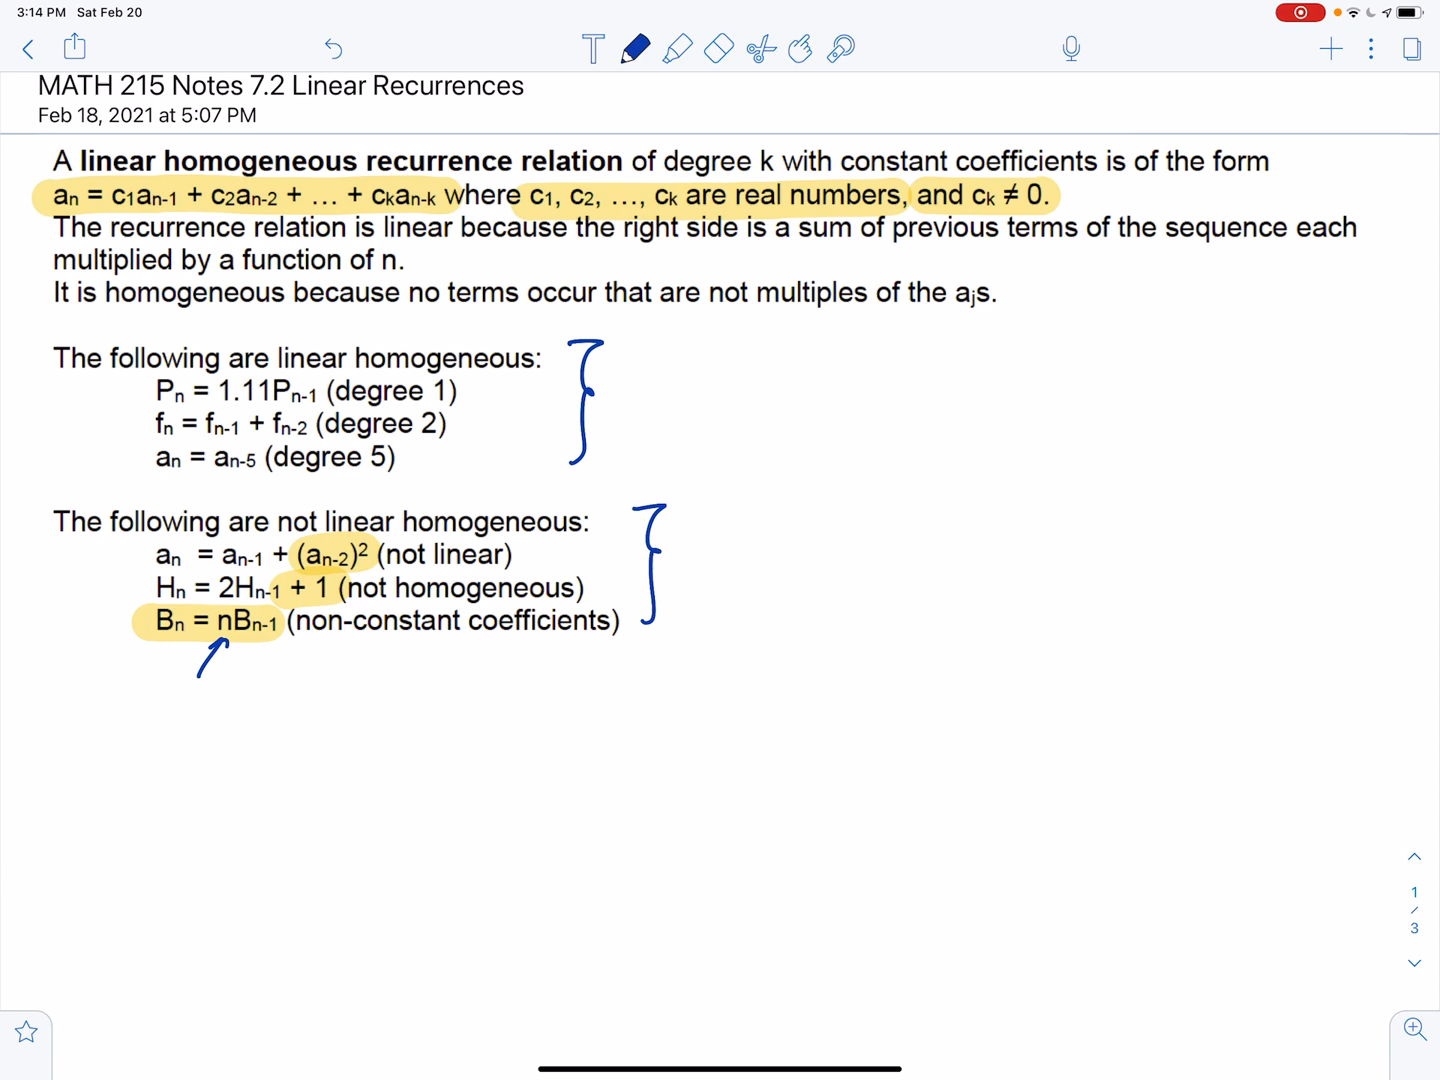 3:14 PM Sat Feb 20
MATH 215 Notes 7.2 Linear Recurrences
Feb 18, 2021 at 5:07 PM
A linear homogeneous recurrence relation of degree k with constant coefficients is of the form
aₙ = c₁aₙ₋₁ + c₂aₙ₋₂ + … + cₖaₙ₋ₖ where c₁, c₂, …, cₖ are real numbers, and cₖ ≠ 0.
The recurrence relation is linear because the right side is a sum of previous terms of the sequence each
multiplied by a function of n.
It is homogeneous because no terms occur that are not multiples of the aⱼs.
The following are linear homogeneous:
Pₙ = 1.11Pₙ₋₁ (degree 1)
fₙ = fₙ₋₁ + fₙ₋₂ (degree 2)
aₙ = aₙ₋₅ (degree 5)
The following are not linear homogeneous:
aₙ = aₙ₋₁ + (aₙ₋₂)² (not linear)
Hₙ = 2Hₙ₋₁ + 1 (not homogeneous)
Bₙ = nBₙ₋₁ (non-constant coefficients)
1
/
3